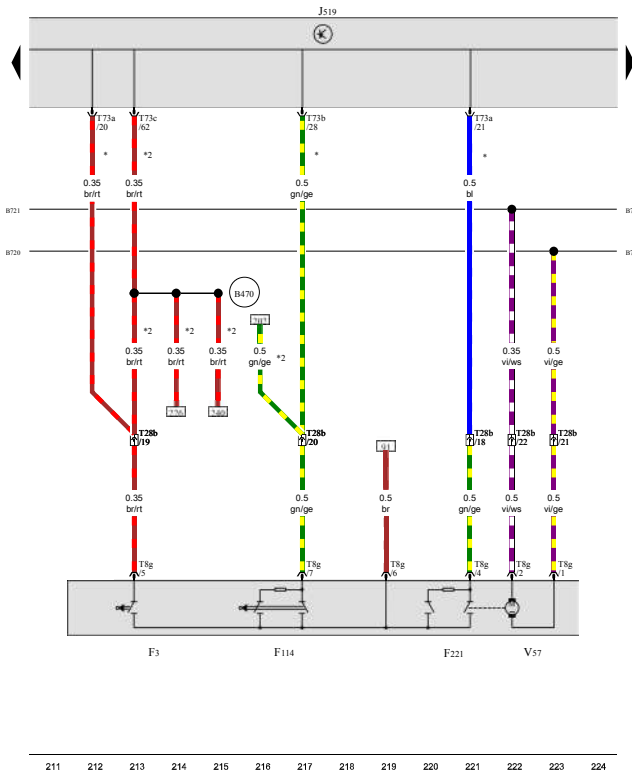 J519
T73a
/20
T73c
/62
T73b
/28
T73a
/21
*
*2
*
*
0.35
br/rt
0.35
br/rt
0.5
gn/ge
0.5
bl
B721
B7
B720
B7
B470
*2
*2
*2
0.35
br/rt
0.35
br/rt
0.35
br/rt
0.5
gn/ge
*2
0.35
vi/ws
0.5
vi/ge
226
240
T28b
/19
T28b
/20
T28b
/18
T28b
/22
T28b
/21
0.35
br/rt
0.5
gn/ge
0.5
br
0.5
gn/ge
0.5
vi/ws
0.5
vi/ge
T8g
/5
T8g
/7
T8g
/6
T8g
/4
T8g
/2
T8g
/1
F3
F114
F221
V57
211 212 213 214 215 216 217 218 219 220 221 222 223 224